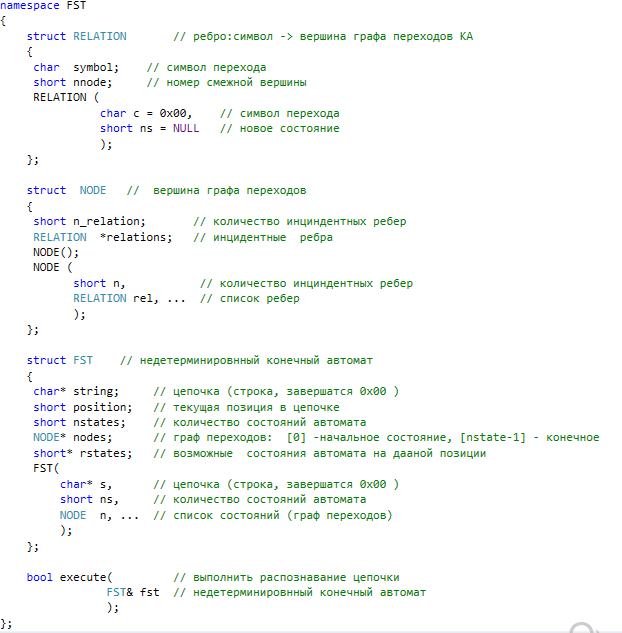 namespace FST
{
struct RELATION // ребро:символ -> вершина графа переходов КА
{
char symbol; // символ перехода
short nnode; // номер смежной вершины
RELATION (
char c = 0x00, // символ перехода
short ns = NULL // новое состояние
);
};
struct NODE // вершина графа переходов
{
short n_relation; // количество инциндентных ребер
RELATION *relations; // инцидентные ребра
NODE();
NODE (
short n, // количество инциндентных ребер
RELATION rel, ... // список ребер
);
};
struct FST // недетерминировнный конечный автомат
{
char* string; // цепочка (строка, завершатся 0x00 )
short position; // текущая позиция в цепочке
short nstates; // количество состояний автомата
NODE* nodes; // граф переходов: [0] -начальное состояние, [nstate-1] - конечное
short* rstates; // возможные состояния автомата на дааной позиции
FST(
char* s, // цепочка (строка, завершатся 0x00 )
short ns, // количество состояний автомата
NODE n, ... // список состояний (граф переходов)
);
};
bool execute( // выполнить распознавание цепочки
FST& fst // недетерминировнный конечный автомат
);
};